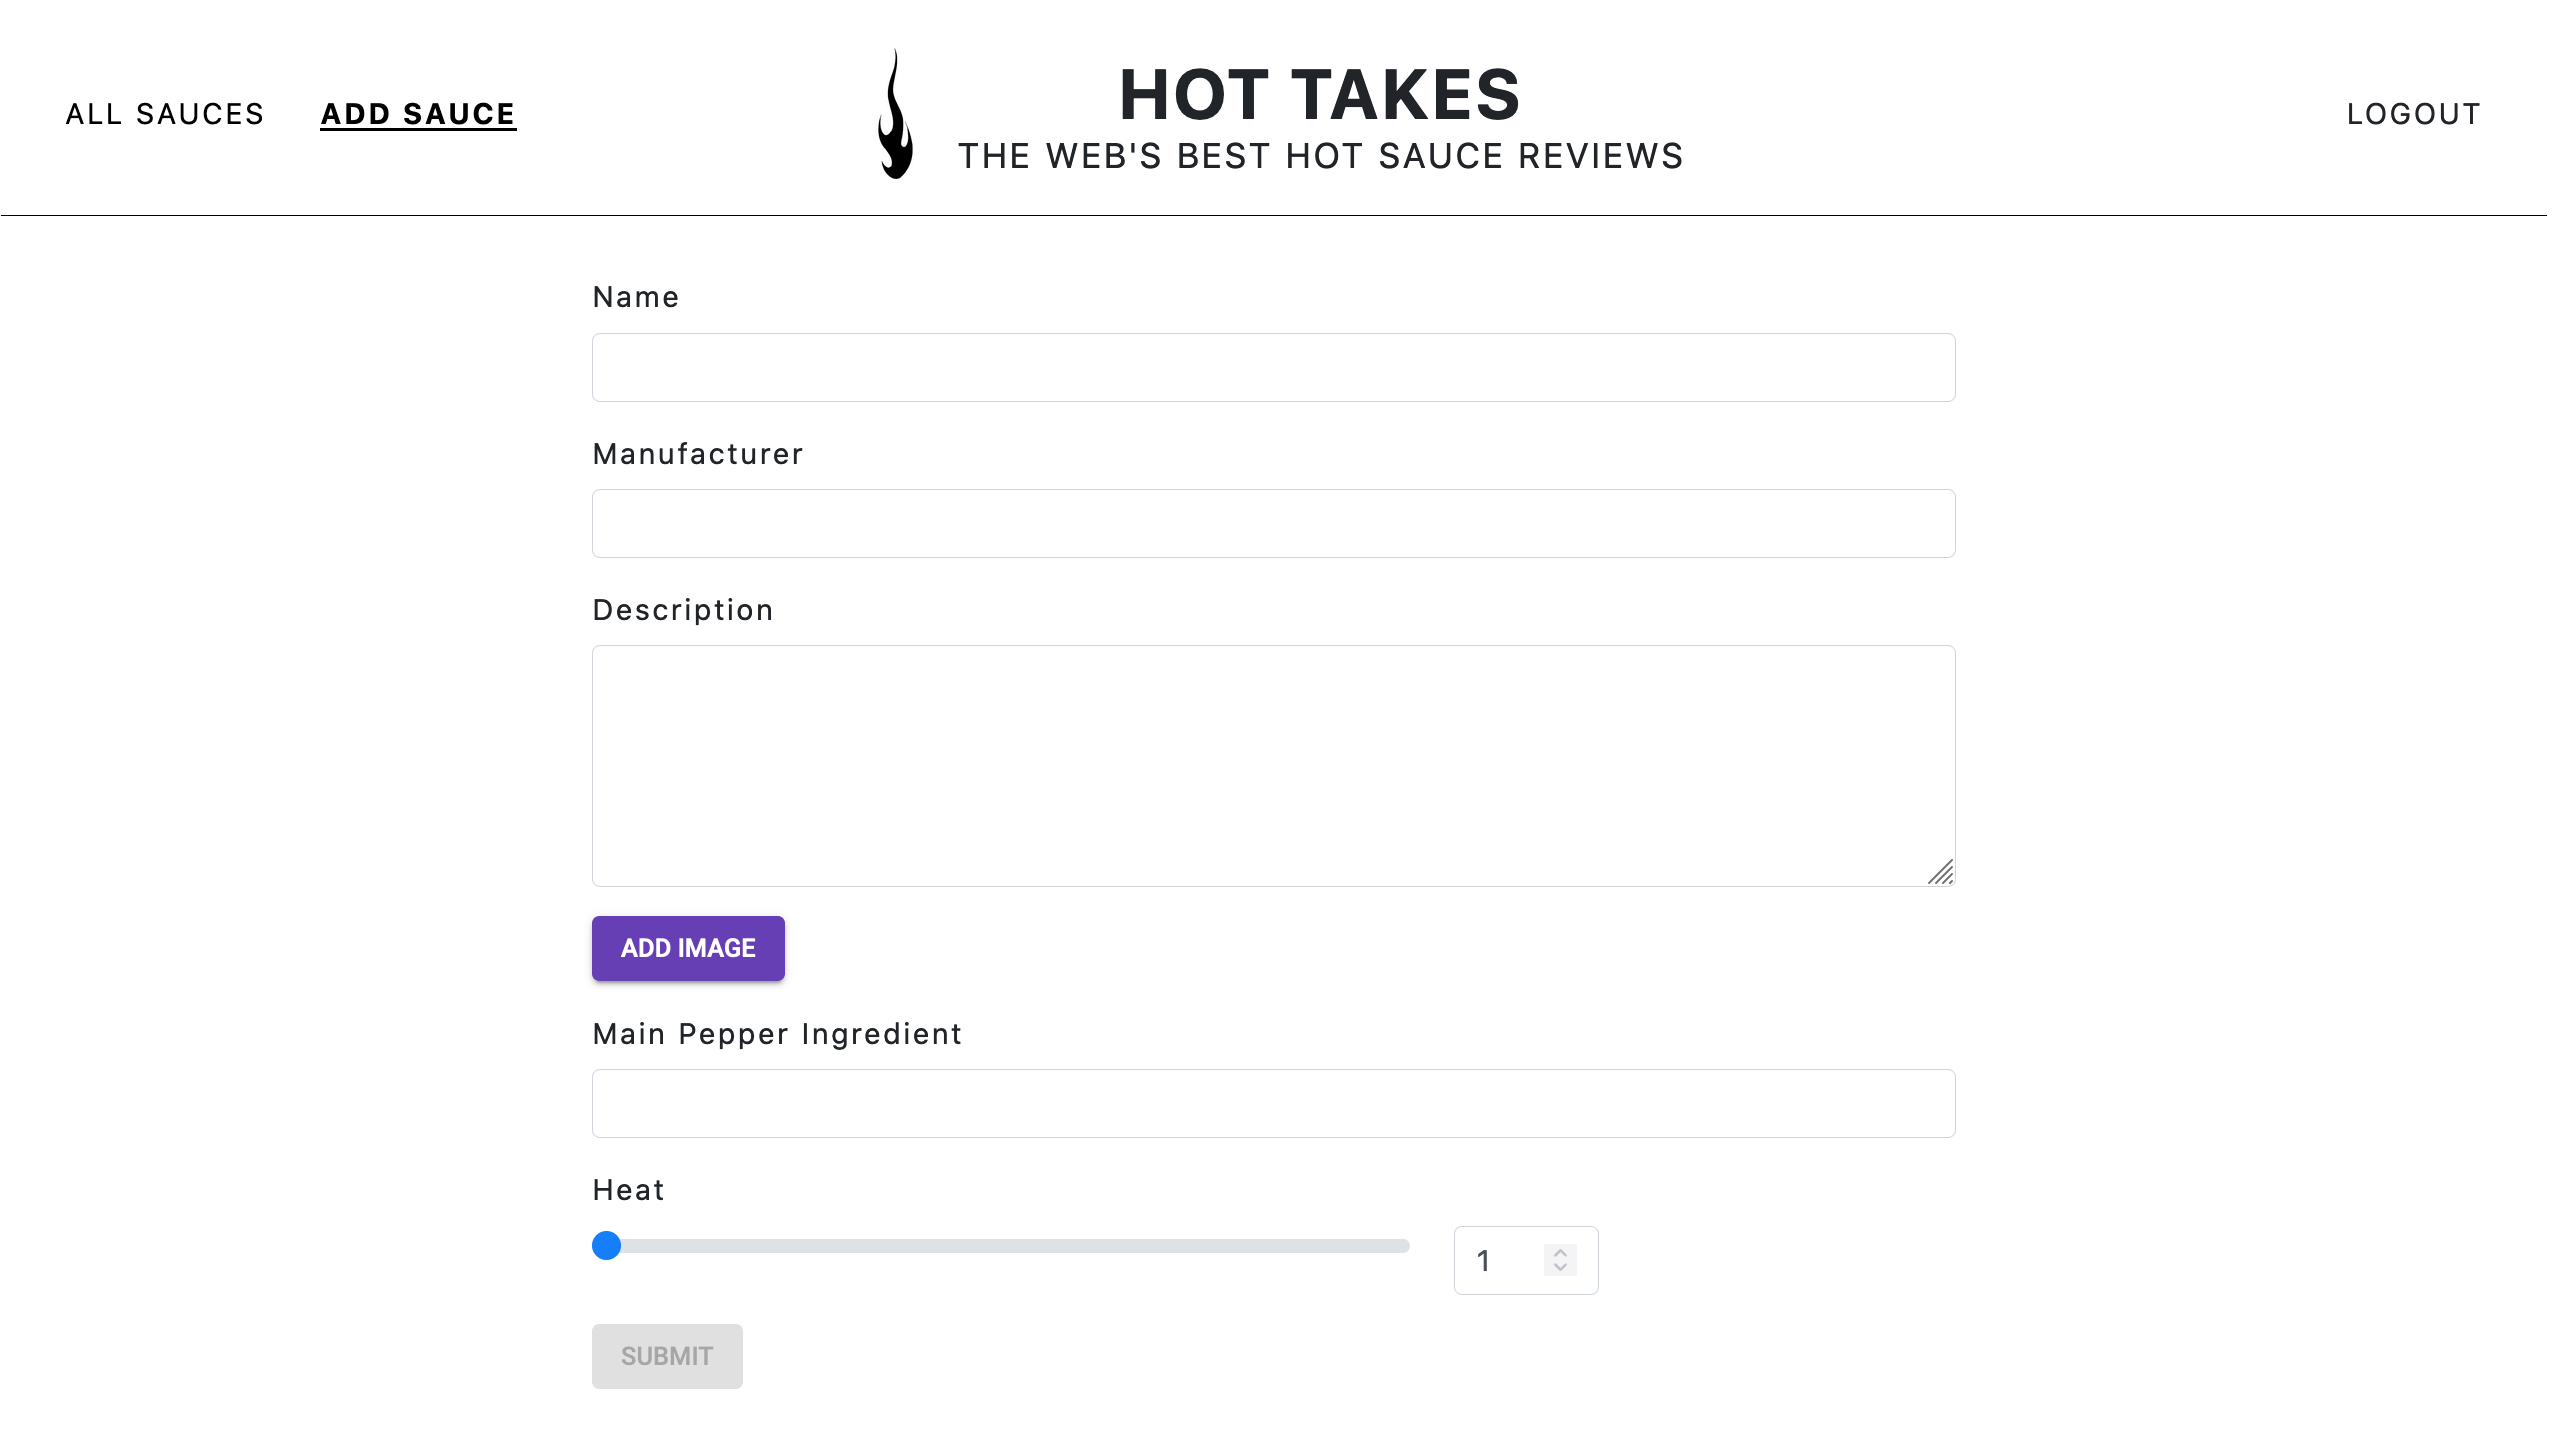 ALL SAUCES
ADD SAUCE
HOT TAKES
THE WEB'S BEST HOT SAUCE REVIEWS
LOGOUT
Name
Manufacturer
Description
ADD IMAGE
Main Pepper Ingredient
Heat
1
SUBMIT